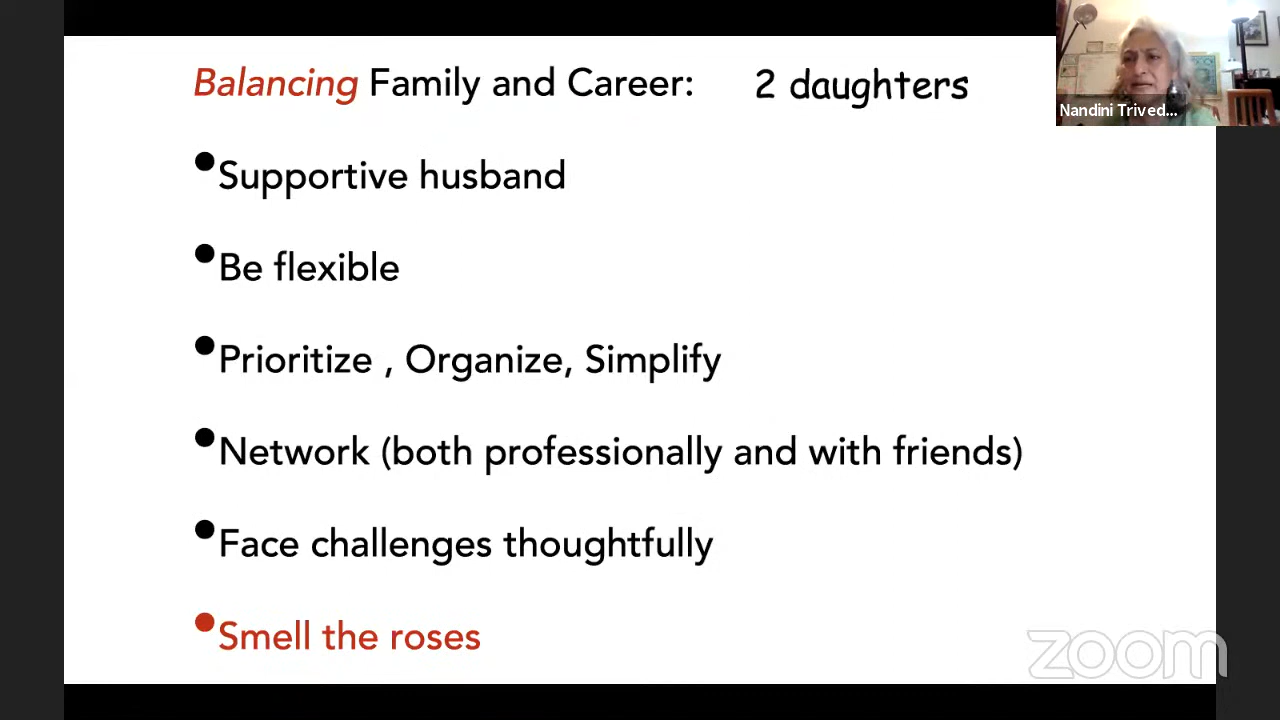 Balancing Family and Career: 2 daughters
Nandini Trived...
•Supportive husband
•Be flexible
•Prioritize , Organize, Simplify
•Network (both professionally and with friends)
•Face challenges thoughtfully
•Smell the roses
zoom